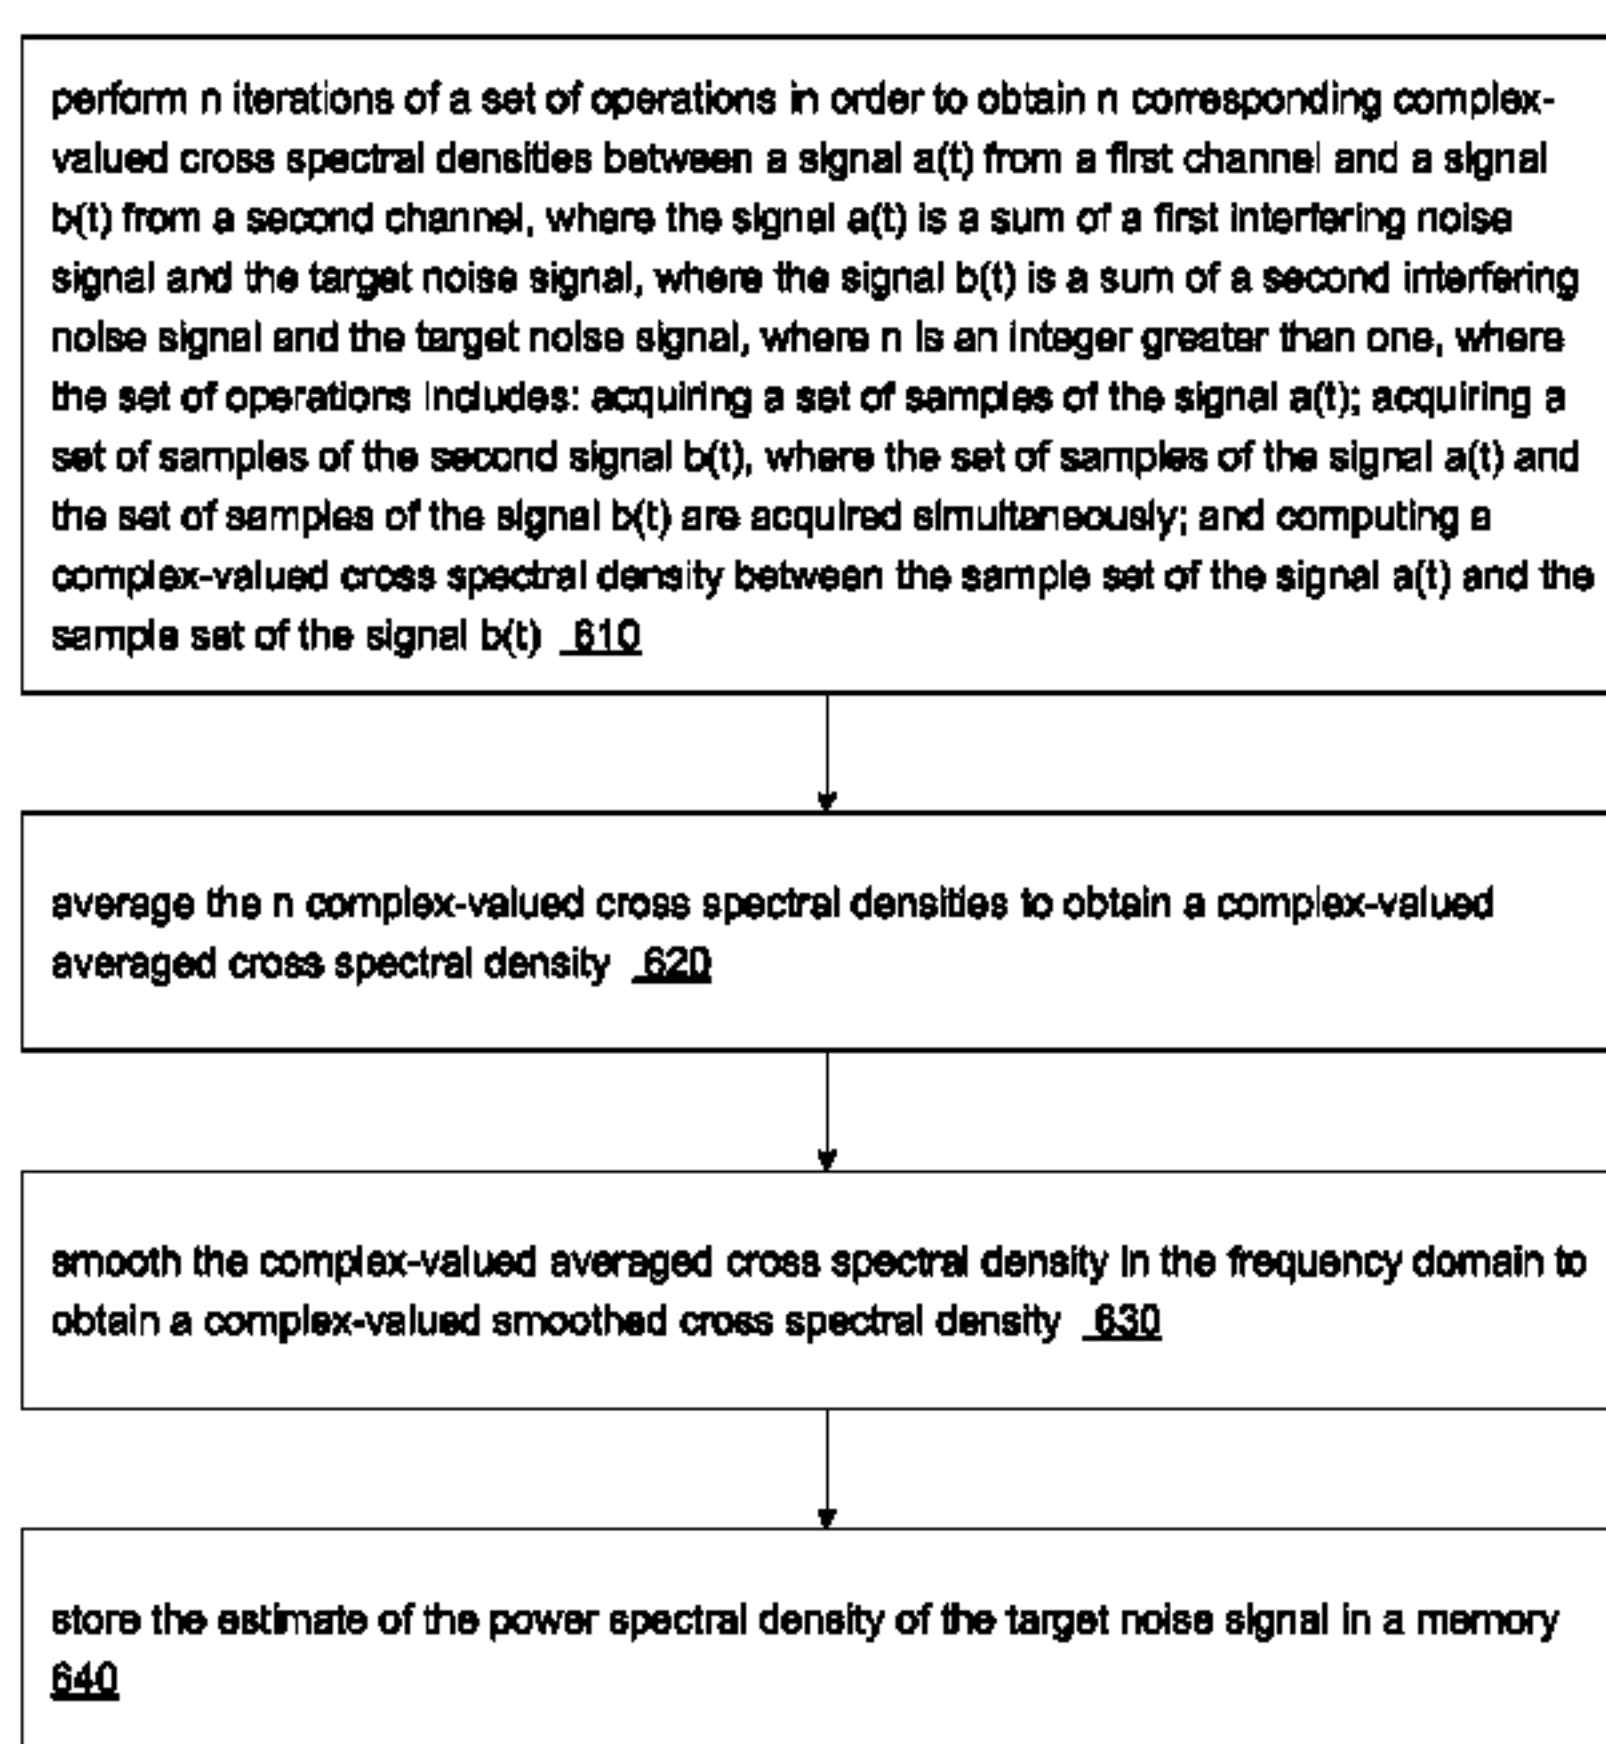 perform n iterations of a set of operations in order to obtain n corresponding complex-
valued cross spectral densities between a signal a(t) from a first channel and a signal
b(t) from a second channel, where the signal a(t) is a sum of a first interfering noise
signal and the target noise signal, where the signal b(t) is a sum of a second interfering
noise signal and the target noise signal, where n is an integer greater than one, where
the set of operations includes: acquiring a set of samples of the signal a(t); acquiring a
set of samples of the second signal b(t), where the set of samples of the signal a(t) and
the set of samples of the signal b(t) are acquired simultaneously; and computing a
complex-valued cross spectral density between the sample set of the signal a(t) and the
sample set of the signal b(t) 610
average the n complex-valued cross spectral densities to obtain a complex-valued
averaged cross spectral density 620
smooth the complex-valued averaged cross spectral density in the frequency domain to
obtain a complex-valued smoothed cross spectral density 630
store the estimate of the power spectral density of the target noise signal in a memory
640